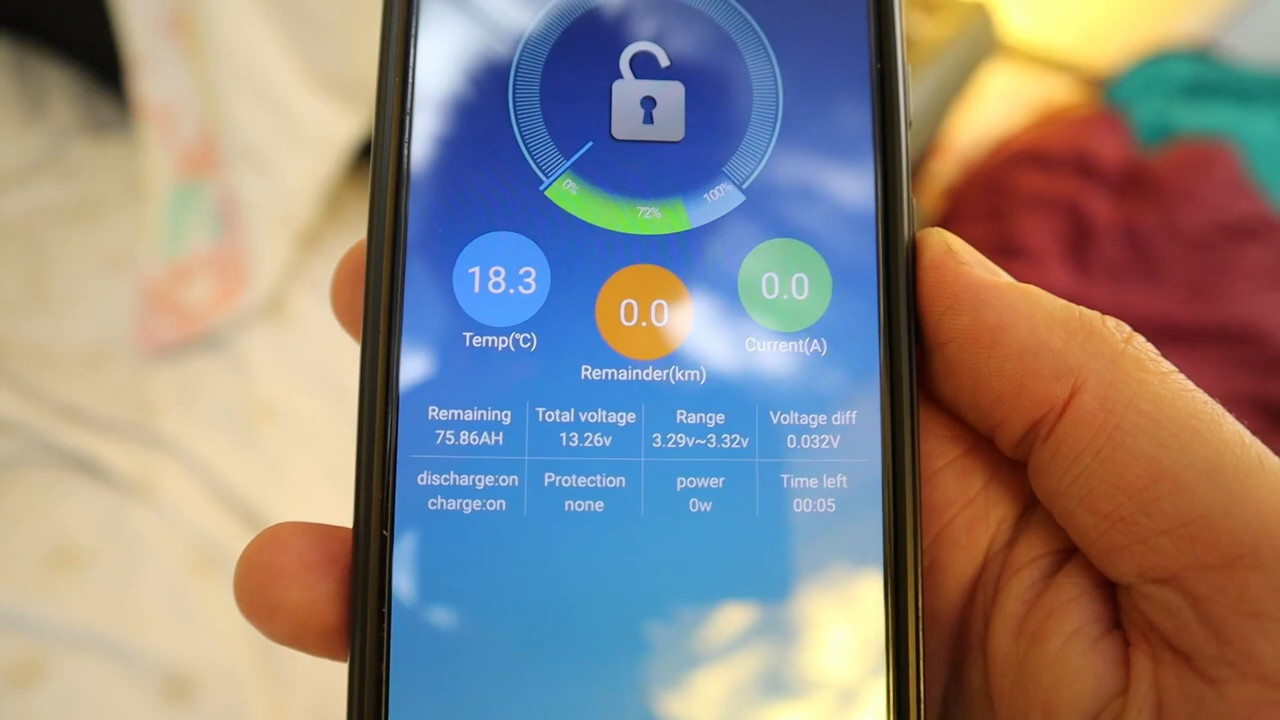 0%
72%
100%
18.3
0.0
0.0
Temp(℃)
Remainder(km)
Current(A)
Remaining
75.86AH
Total voltage
13.26v
Range
3.29v~3.32v
Voltage diff
0.032V
discharge:on
charge:on
Protection
none
power
0w
Time left
00:05